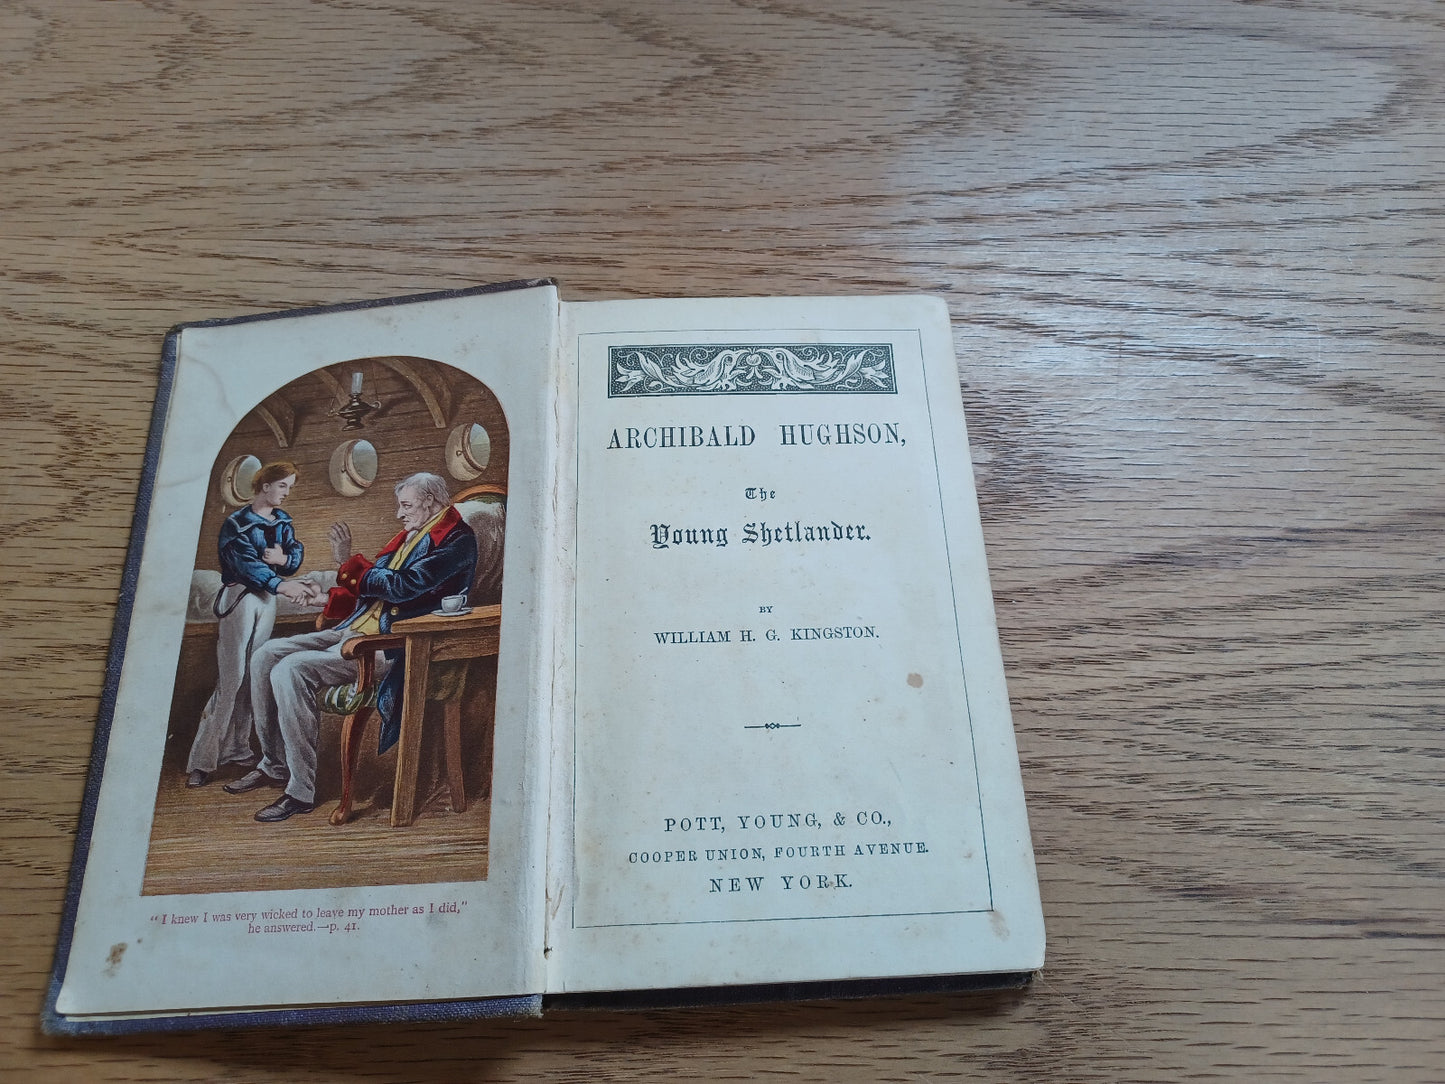 "I knew I was very wicked to leave my mother as I did,"
he answered.—p. 41.
ARCHIBALD HUGHSON,
The
Young Shetlander.
BY
WILLIAM H. G. KINGSTON.
POTT, YOUNG, & CO.,
COOPER UNION, FOURTH AVENUE.
NEW YORK.